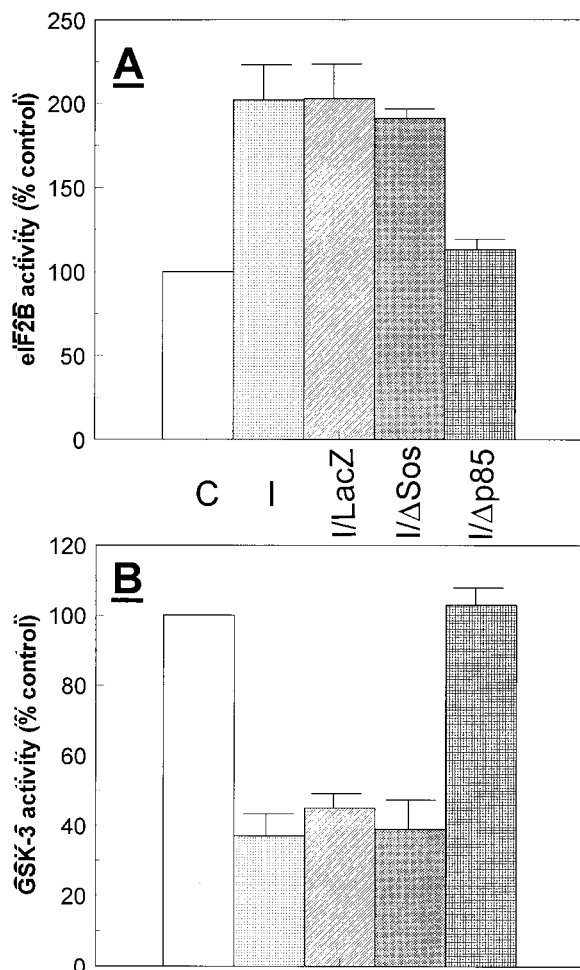 A
eIF2B activity (% control)
250
200
150
100
50
0
C
I
I/LacZ
I/ΔSos
I/Δp85
B
GSK-3 activity (% control)
120
100
80
60
40
20
0